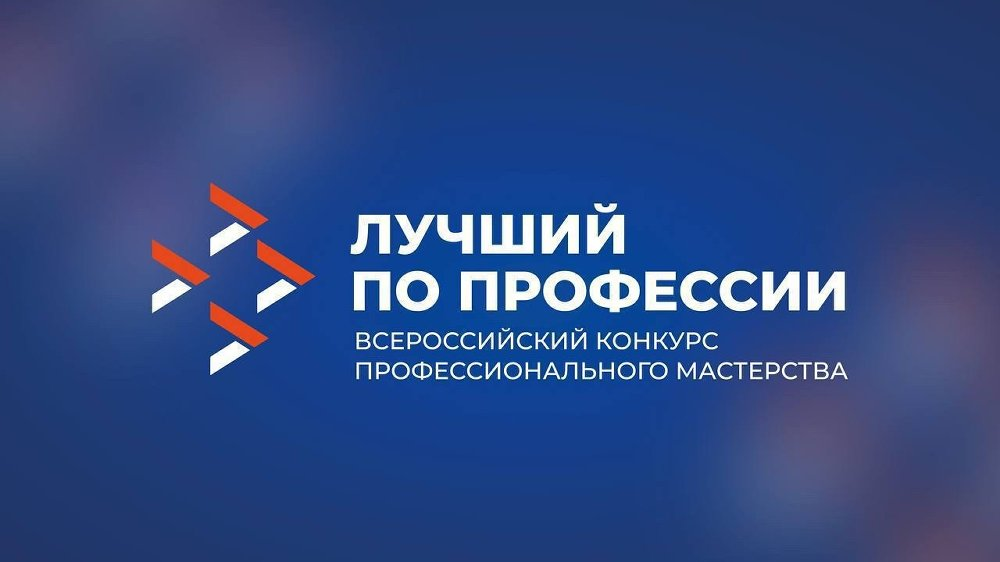 ЛУЧШИЙ
ПО ПРОФЕССИИ
ВСЕРОССИЙСКИЙ КОНКУРС
ПРОФЕССИОНАЛЬНОГО МАСТЕРСТВА